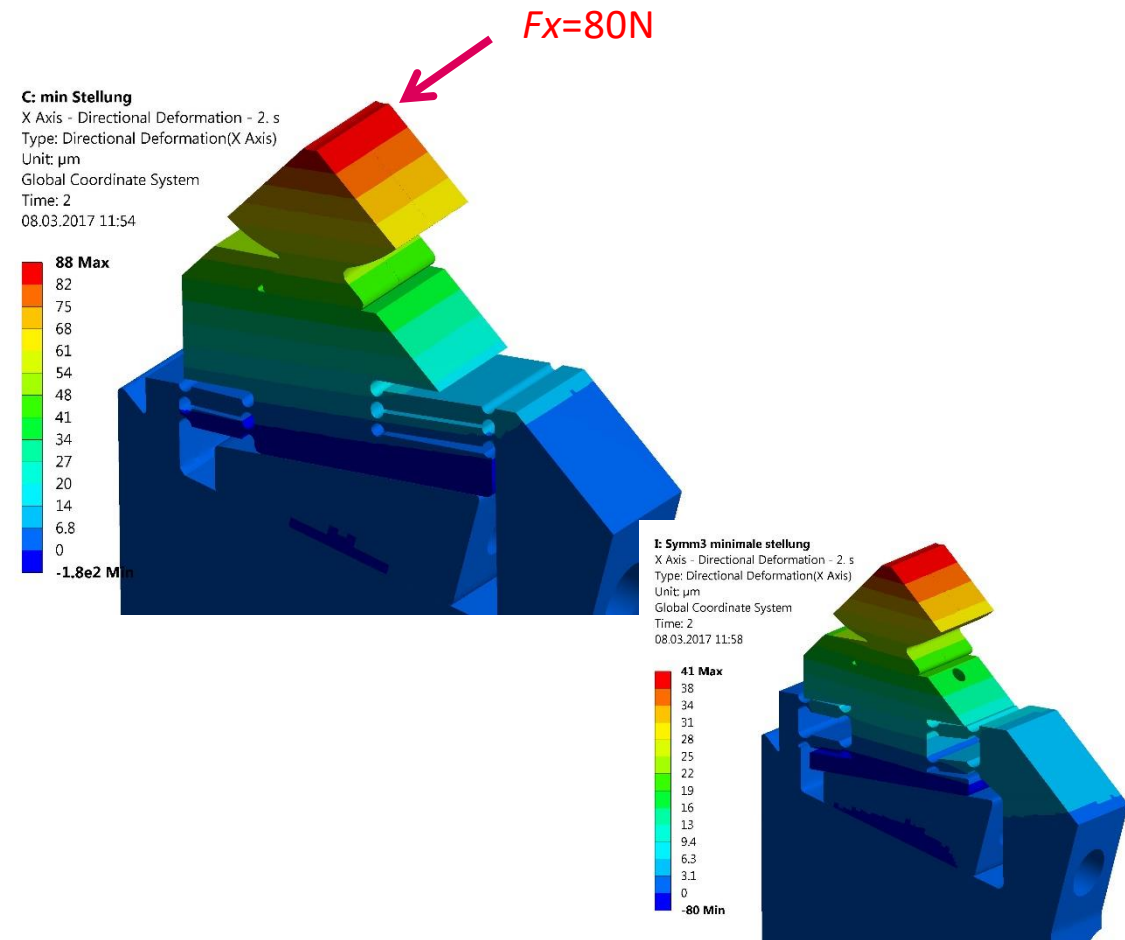 Fx=80N
C: min Stellung
X Axis - Directional Deformation - 2. s
Type: Directional Deformation(X Axis)
Unit: µm
Global Coordinate System
Time: 2
08.03.2017 11:54
88 Max
82
75
68
61
54
48
41
34
27
20
14
6.8
0
-1.8e2 Min
I: Symm3 minimale stellung
X Axis - Directional Deformation - 2. s
Type: Directional Deformation(X Axis)
Unit: µm
Global Coordinate System
Time: 2
08.03.2017 11:58
41 Max
38
34
31
28
25
22
19
16
13
9.4
6.3
3.1
0
-80 Min